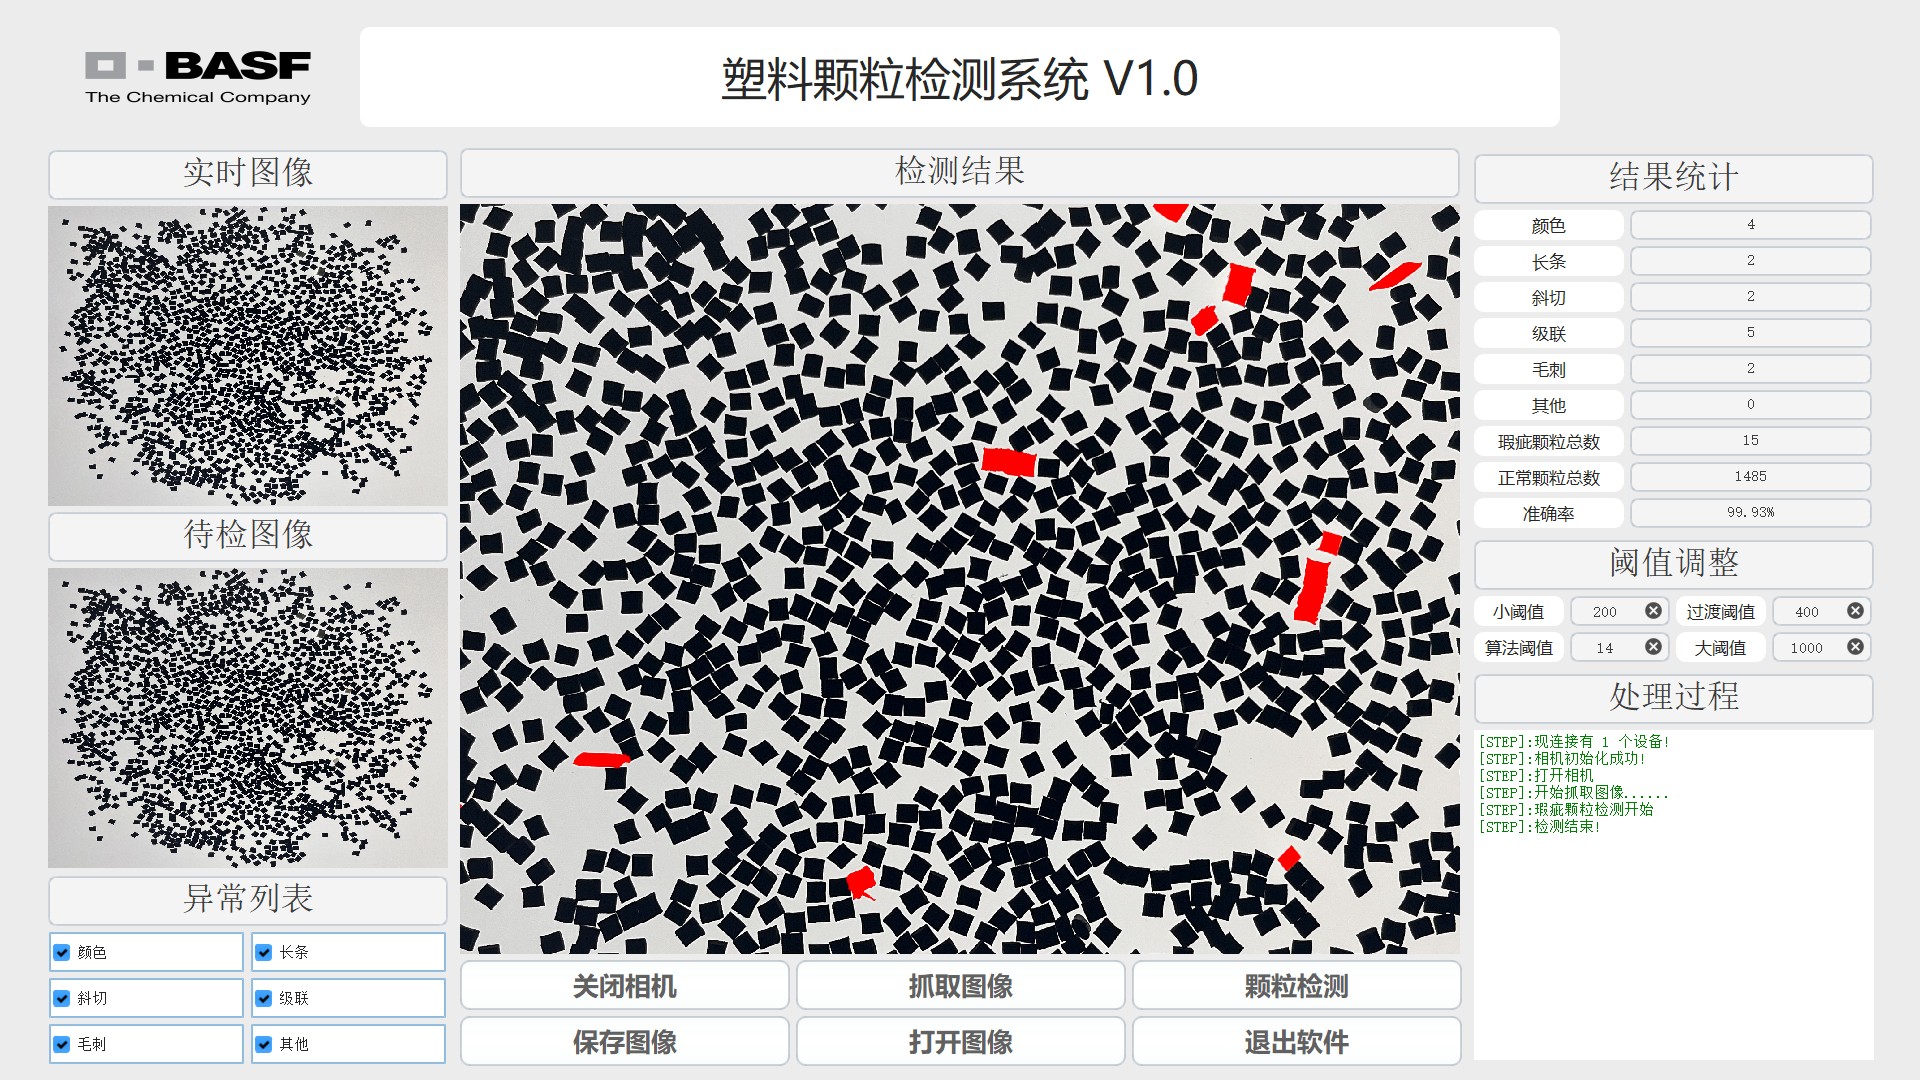 BASF
The Chemical Company
塑料颗粒检测系统 V1.0
实时图像
待检图像
异常列表
颜色
长条
斜切
级联
毛刺
其他
检测结果
关闭相机
抓取图像
颗粒检测
保存图像
打开图像
退出软件
结果统计
颜色 4
长条 2
斜切 2
级联 5
毛刺 2
其他 0
瑕疵颗粒总数 15
正常颗粒总数 1485
准确率 99.93%
阈值调整
小阈值 200 过渡阈值 400
算法阈值 14 大阈值 1000
处理过程
[STEP]:现连接有 1 个设备!
[STEP]:相机初始化成功!
[STEP]:打开相机
[STEP]:开始抓取图像......
[STEP]:瑕疵颗粒检测开始
[STEP]:检测结束!